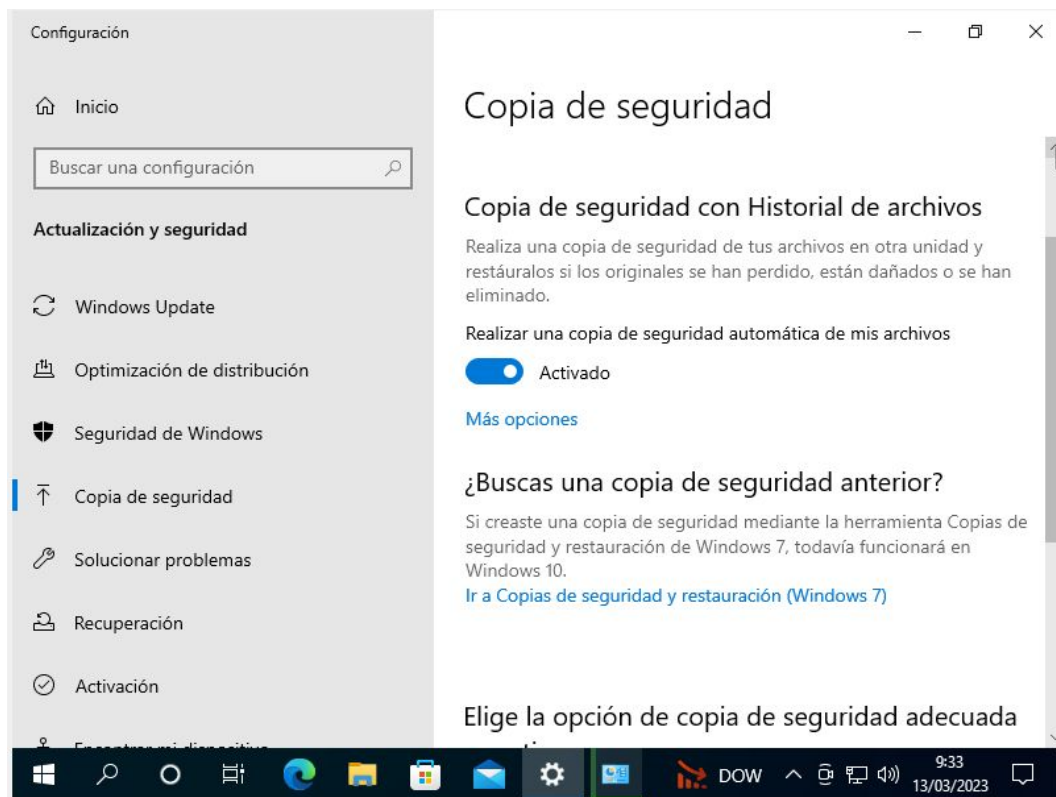 Configuración
Inicio
Buscar una configuración
Actualización y seguridad
Windows Update
Optimización de distribución
Seguridad de Windows
Copia de seguridad
Solucionar problemas
Recuperación
Activación
Encontrar mi dispositivo
Copia de seguridad
Copia de seguridad con Historial de archivos
Realiza una copia de seguridad de tus archivos en otra unidad y
restáuralos si los originales se han perdido, están dañados o se han
eliminado.
Realizar una copia de seguridad automática de mis archivos
Activado
Más opciones
¿Buscas una copia de seguridad anterior?
Si creaste una copia de seguridad mediante la herramienta Copias de
seguridad y restauración de Windows 7, todavía funcionará en
Windows 10.
Ir a Copias de seguridad y restauración (Windows 7)
Elige la opción de copia de seguridad adecuada
DOW
9:33
13/03/2023